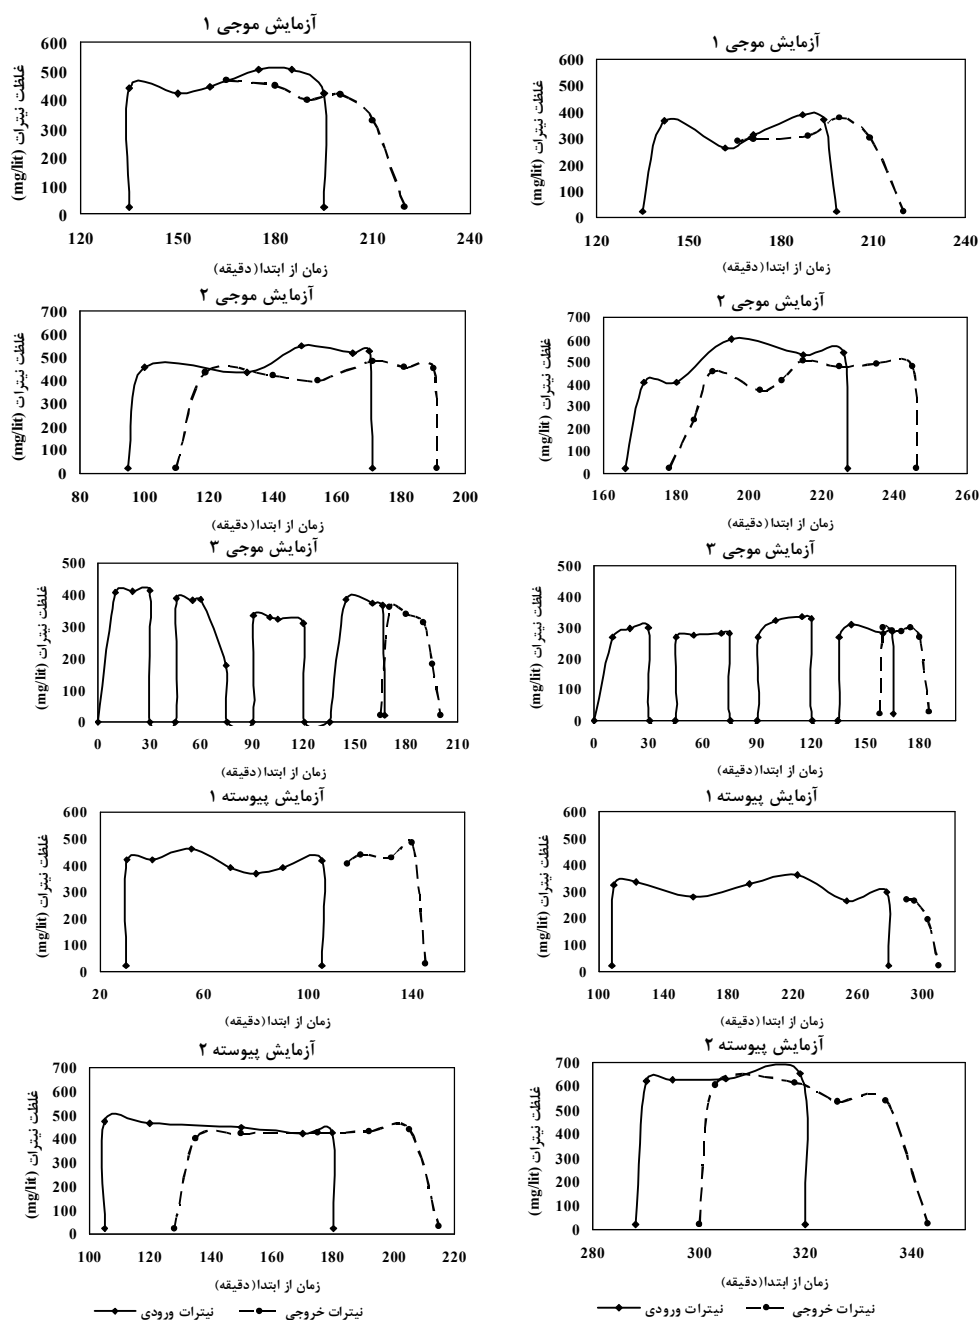 آزمایش موجی ۱
غلظت نیترات (mg/lit)
600
500
400
300
200
100
0
120 150 180 210 240
زمان از ابتدا(دقیقه)
آزمایش موجی ۱
غلظت نیترات (mg/lit)
600
500
400
300
200
100
0
120 150 180 210 240
زمان از ابتدا(دقیقه)
آزمایش موجی ۲
غلظت نیترات (mg/lit)
700
600
500
400
300
200
100
0
80 100 120 140 160 180 200
زمان از ابتدا(دقیقه)
آزمایش موجی ۲
غلظت نیترات (mg/lit)
700
600
500
400
300
200
100
0
160 180 200 220 240 260
زمان از ابتدا(دقیقه)
آزمایش موجی ۳
غلظت نیترات (mg/lit)
500
400
300
200
100
0
0 30 60 90 120 150 180 210
زمان از ابتدا(دقیقه)
آزمایش موجی ۳
غلظت نیترات (mg/lit)
500
400
300
200
100
0
0 30 60 90 120 150 180
زمان از ابتدا(دقیقه)
آزمایش پیوسته ۱
غلظت نیترات (mg/lit)
600
500
400
300
200
100
0
20 60 100 140
زمان از ابتدا(دقیقه)
آزمایش پیوسته ۱
غلظت نیترات (mg/lit)
600
500
400
300
200
100
0
100 140 180 220 260 300
زمان از ابتدا(دقیقه)
آزمایش پیوسته ۲
غلظت نیترات (mg/lit)
700
600
500
400
300
200
100
0
100 120 140 160 180 200 220
زمان از ابتدا(دقیقه)
نیترات ورودی نیترات خروجی
آزمایش پیوسته ۲
غلظت نیترات (mg/lit)
700
600
500
400
300
200
100
0
280 300 320 340
زمان از ابتدا(دقیقه)
نیترات ورودی نیترات خروجی